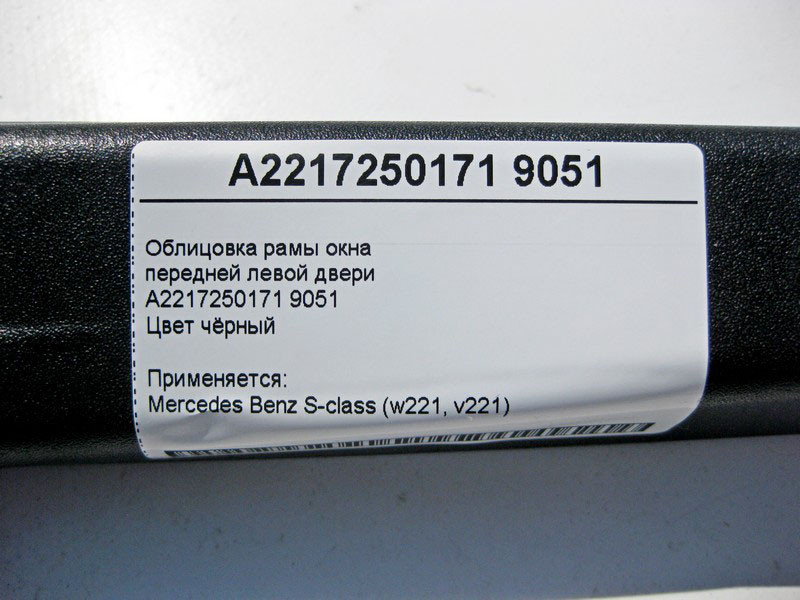 A2217250171 9051
Облицовка рамы окна
передней левой двери
A2217250171 9051
Цвет чёрный
Применяется:
Mercedes Benz S-class (w221, v221)